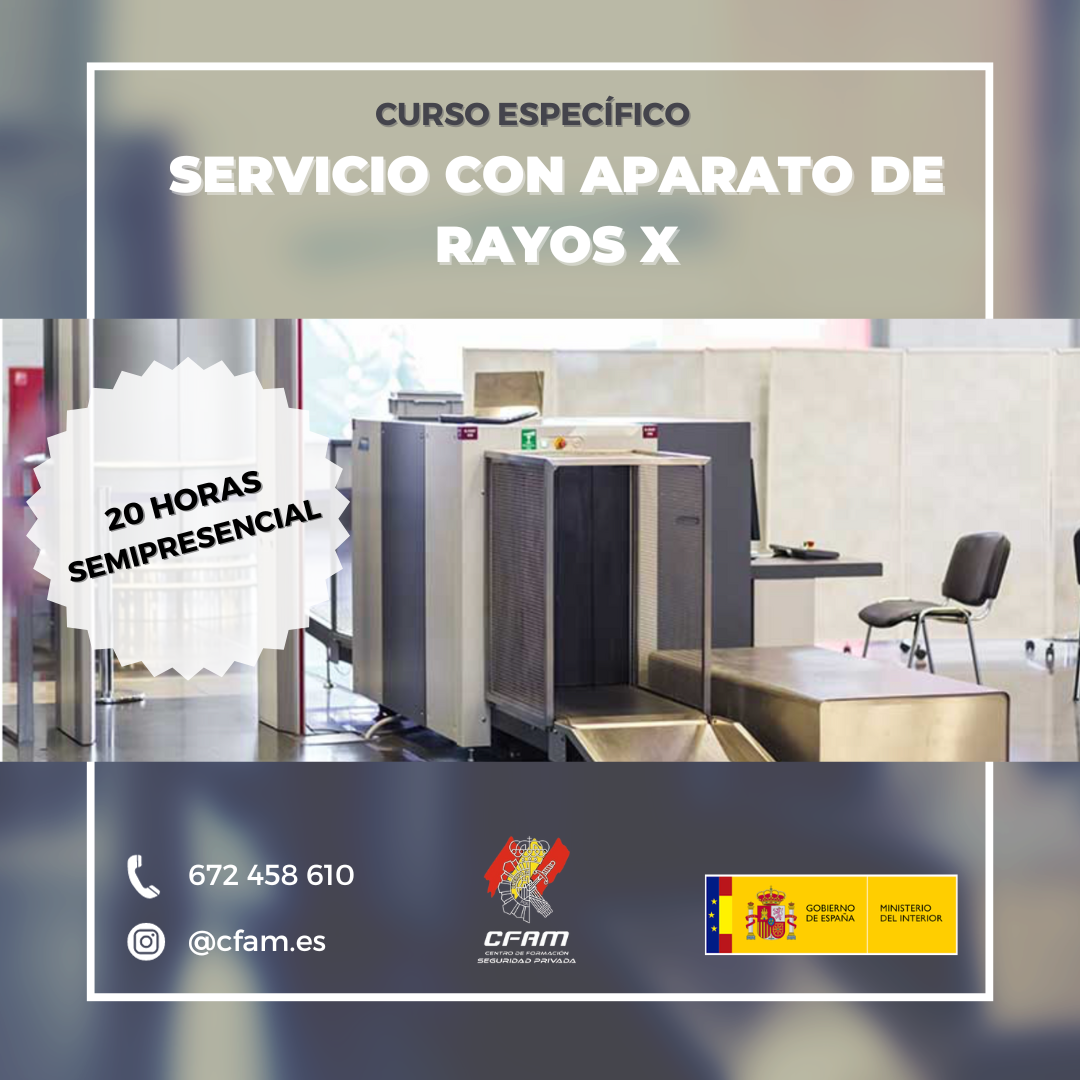 CURSO ESPECÍFICO
SERVICIO CON APARATO DE
RAYOS X
20 HORAS
SEMIPRESENCIAL
672 458 610
@cfam.es
CFAM
CENTRO DE FORMACIÓN
SEGURIDAD PRIVADA
GOBIERNO
DE ESPAÑA
MINISTERIO
DEL INTERIOR